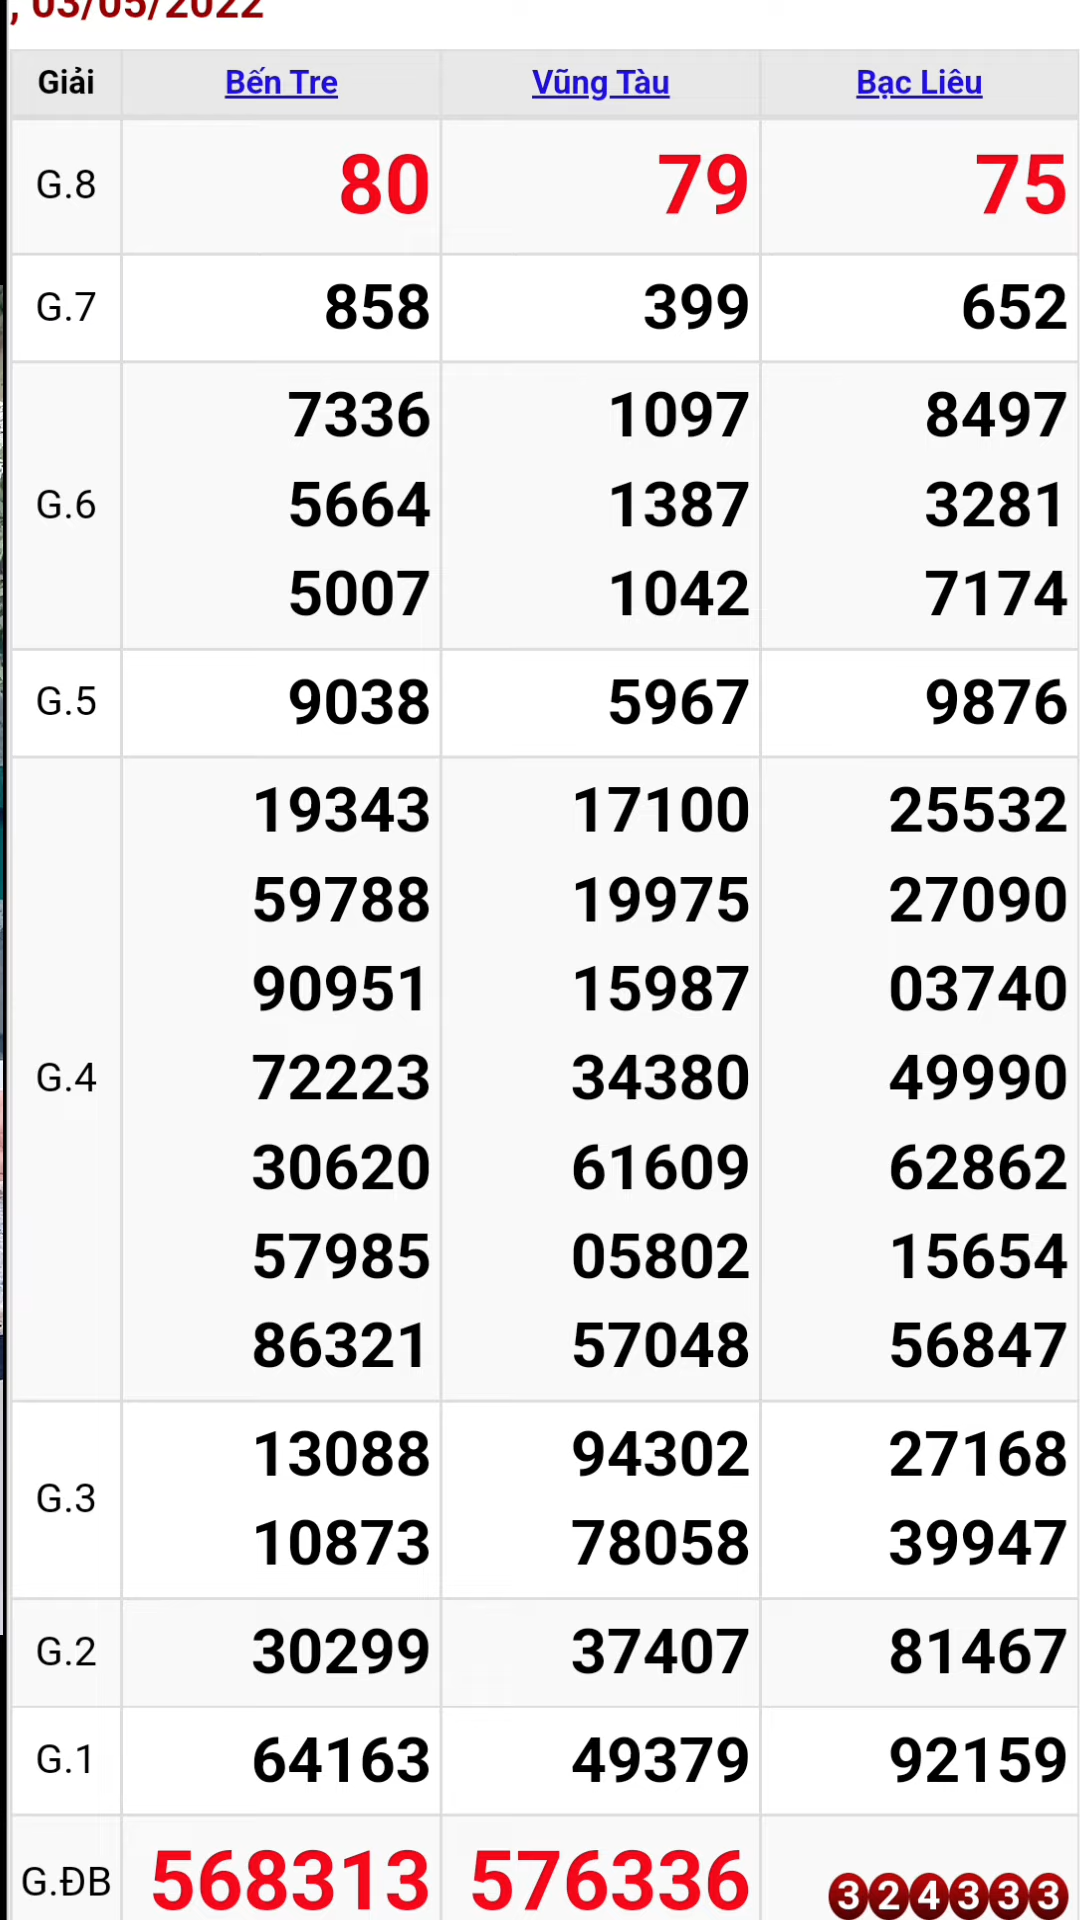 , 03/05/2022
Giải Bến Tre Vũng Tàu Bạc Liêu
G.8 80 79 75
G.7 858 399 652
7336 1097 8497
G.6 5664 1387 3281
5007 1042 7174
G.5 9038 5967 9876
19343 17100 25532
59788 19975 27090
90951 15987 03740
G.4 72223 34380 49990
30620 61609 62862
57985 05802 15654
86321 57048 56847
G.3
13088 94302 27168
10873 78058 39947
G.2 30299 37407 81467
G.1 64163 49379 92159
G.ĐB 568313 576336 324333